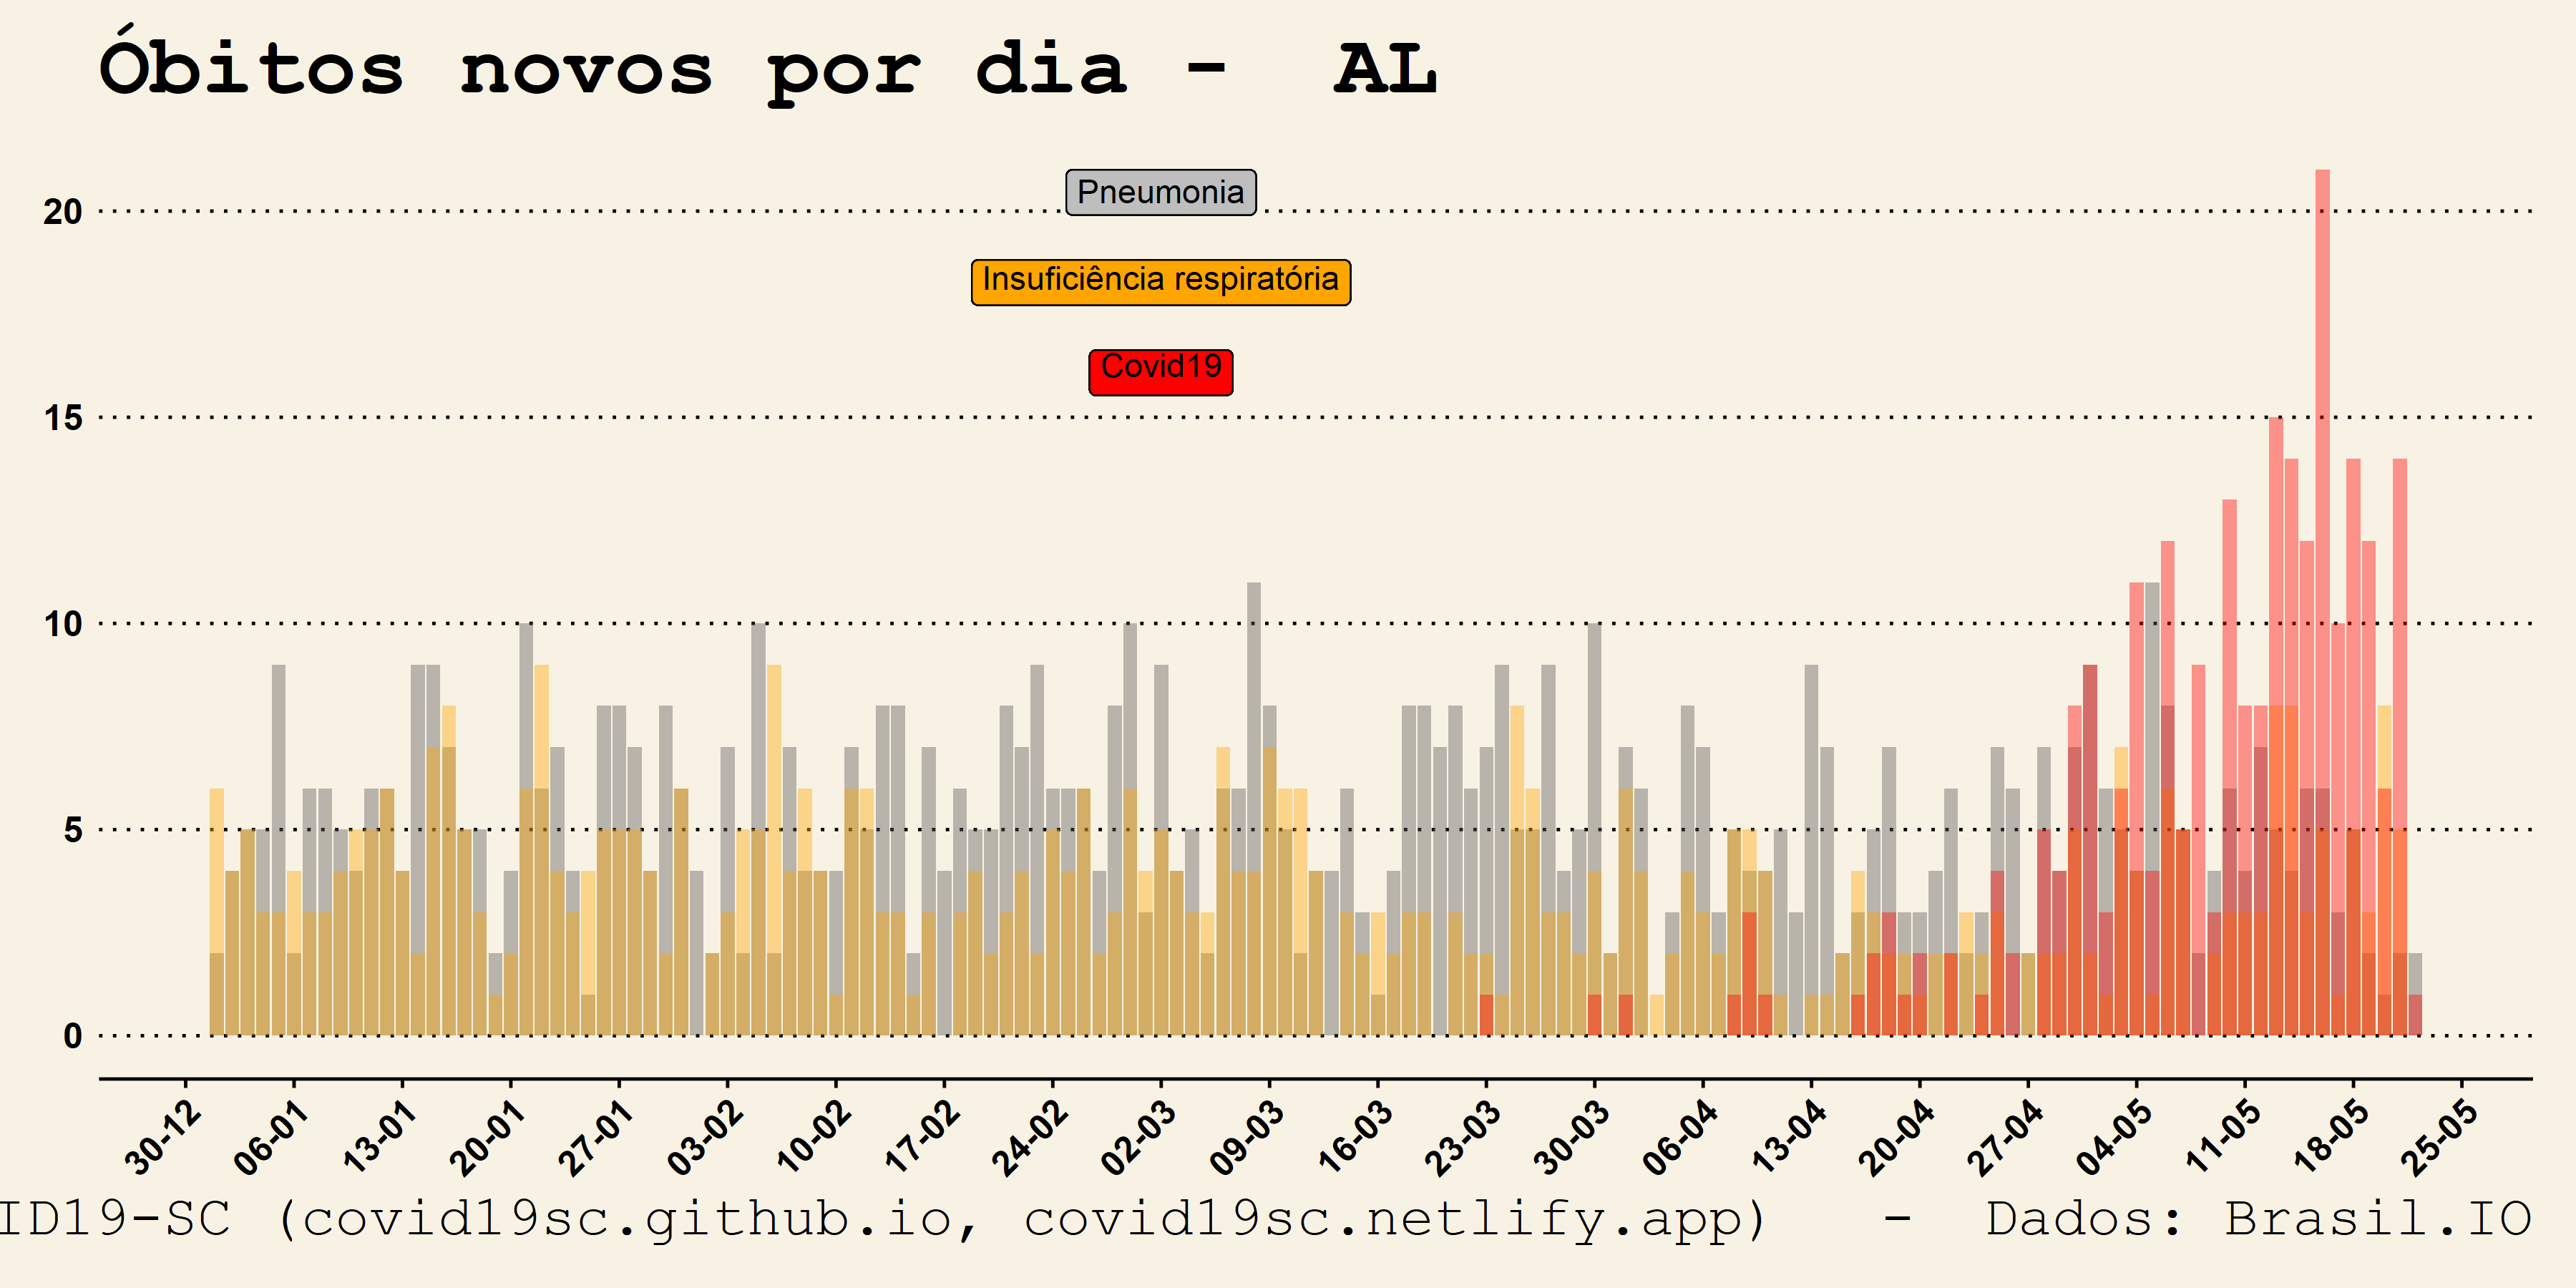 Óbitos novos por dia - AL
Pneumonia
Insuficiência respiratória
Covid19
20
15
10
5
0
30-12 06-01 13-01 20-01 27-01 03-02 10-02 17-02 24-02 02-03 09-03 16-03 23-03 30-03 06-04 13-04 20-04 27-04 04-05 11-05 18-05 25-05
ID19-SC (covid19sc.github.io, covid19sc.netlify.app) - Dados: Brasil.IO